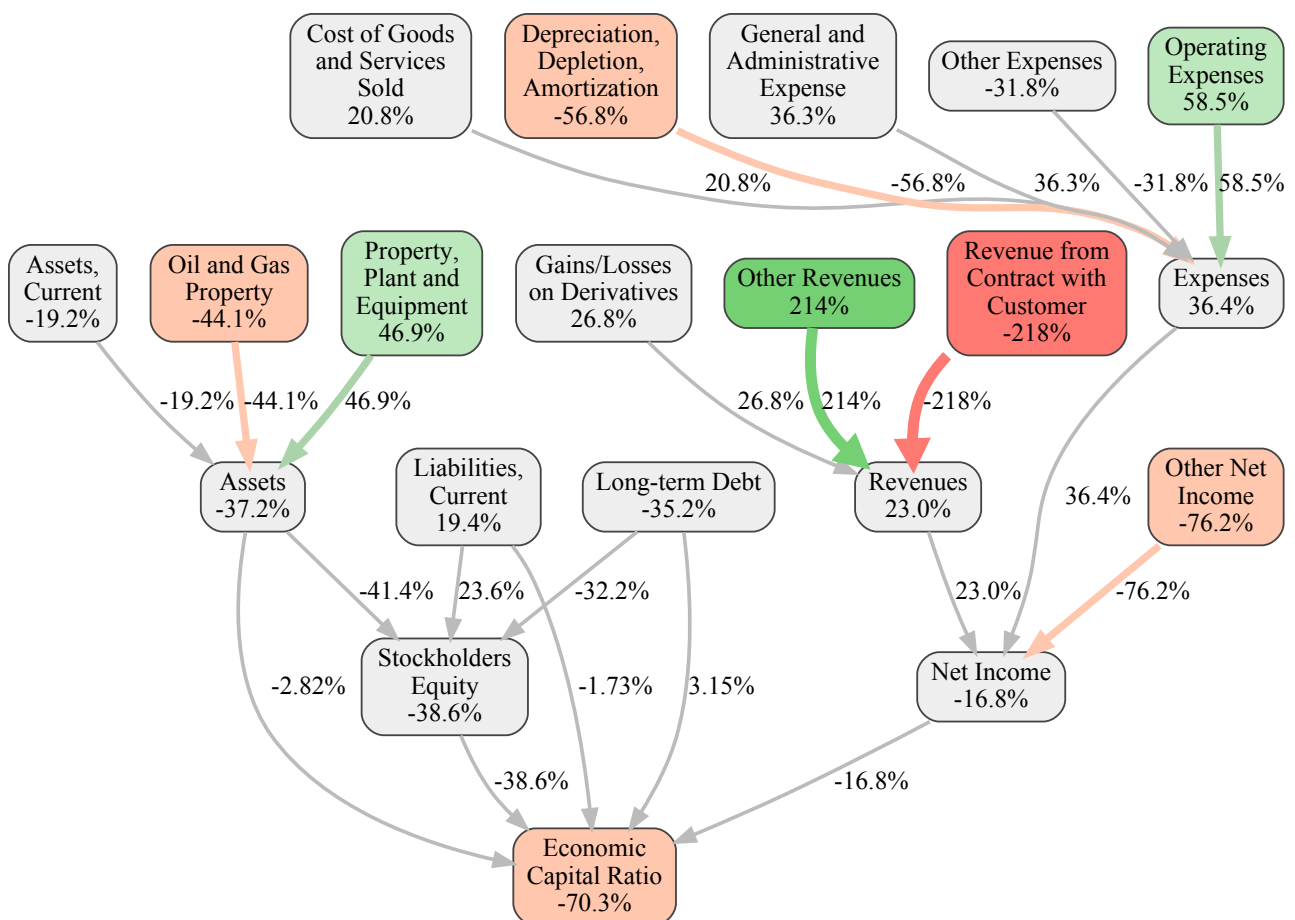 Cost of Goods
and Services
Sold
20.8%
Depreciation,
Depletion,
Amortization
-56.8%
General and
Administrative
Expense
36.3%
Other Expenses
-31.8%
Operating
Expenses
58.5%
20.8%
-56.8%
36.3%
-31.8%
58.5%
Assets,
Current
-19.2%
Oil and Gas
Property
-44.1%
Property,
Plant and
Equipment
46.9%
Gains/Losses
on Derivatives
26.8%
Other Revenues
214%
Revenue from
Contract with
Customer
-218%
Expenses
36.4%
-19.2%
-44.1%
46.9%
26.8%
214%
-218%
Assets
-37.2%
Liabilities,
Current
19.4%
Long-term Debt
-35.2%
Revenues
23.0%
36.4%
Other Net
Income
-76.2%
-41.4%
23.6%
-32.2%
23.0%
-76.2%
Stockholders
Equity
-38.6%
Net Income
-16.8%
-2.82%
-1.73%
3.15%
-38.6%
-16.8%
Economic
Capital Ratio
-70.3%